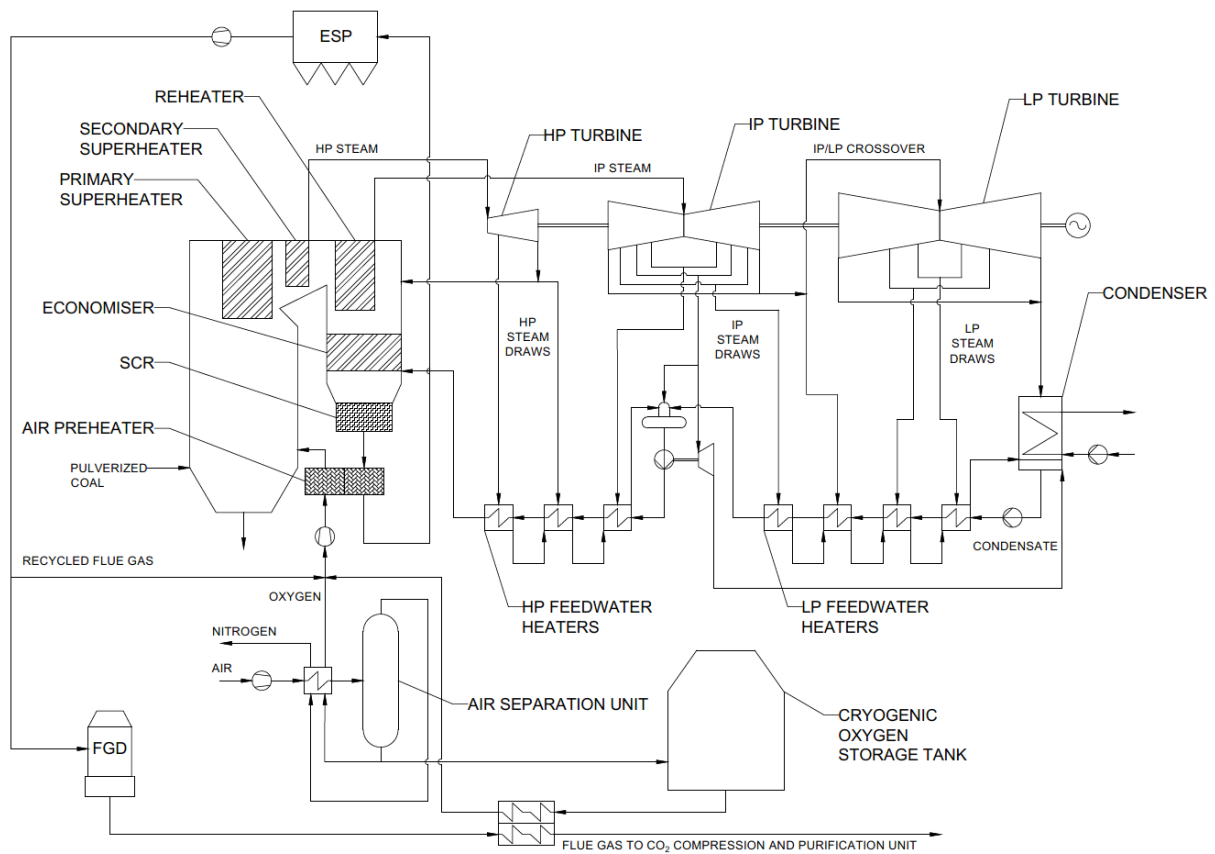 ESP
REHEATER
SECONDARY
SUPERHEATER
PRIMARY
SUPERHEATER
HP STEAM
HP TURBINE
IP TURBINE
LP TURBINE
IP STEAM
IP/LP CROSSOVER
ECONOMISER
CONDENSER
HP
STEAM
DRAWS
IP
STEAM
DRAWS
LP
STEAM
DRAWS
SCR
AIR PREHEATER
PULVERIZED
COAL
CONDENSATE
RECYCLED FLUE GAS
OXYGEN
HP FEEDWATER
HEATERS
LP FEEDWATER
HEATERS
NITROGEN
AIR
AIR SEPARATION UNIT
CRYOGENIC
OXYGEN
STORAGE TANK
FGD
FLUE GAS TO CO₂ COMPRESSION AND PURIFICATION UNIT